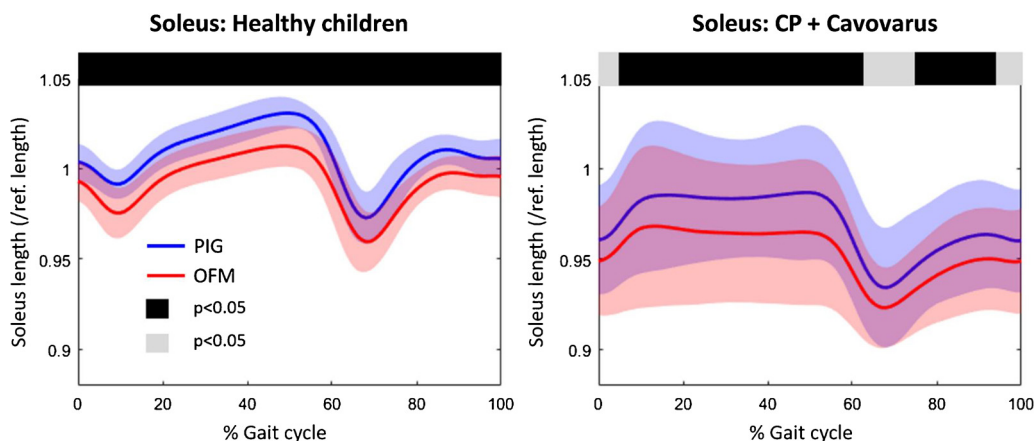 Soleus: Healthy children
Soleus: CP + Cavovarus
Soleus length (/ref. length)
1.05
1
0.95
0.9
PIG
OFM
p<0.05
p<0.05
0 20 40 60 80 100
% Gait cycle
Soleus length (/ref. length)
1.05
1
0.95
0.9
0 20 40 60 80 100
% Gait cycle